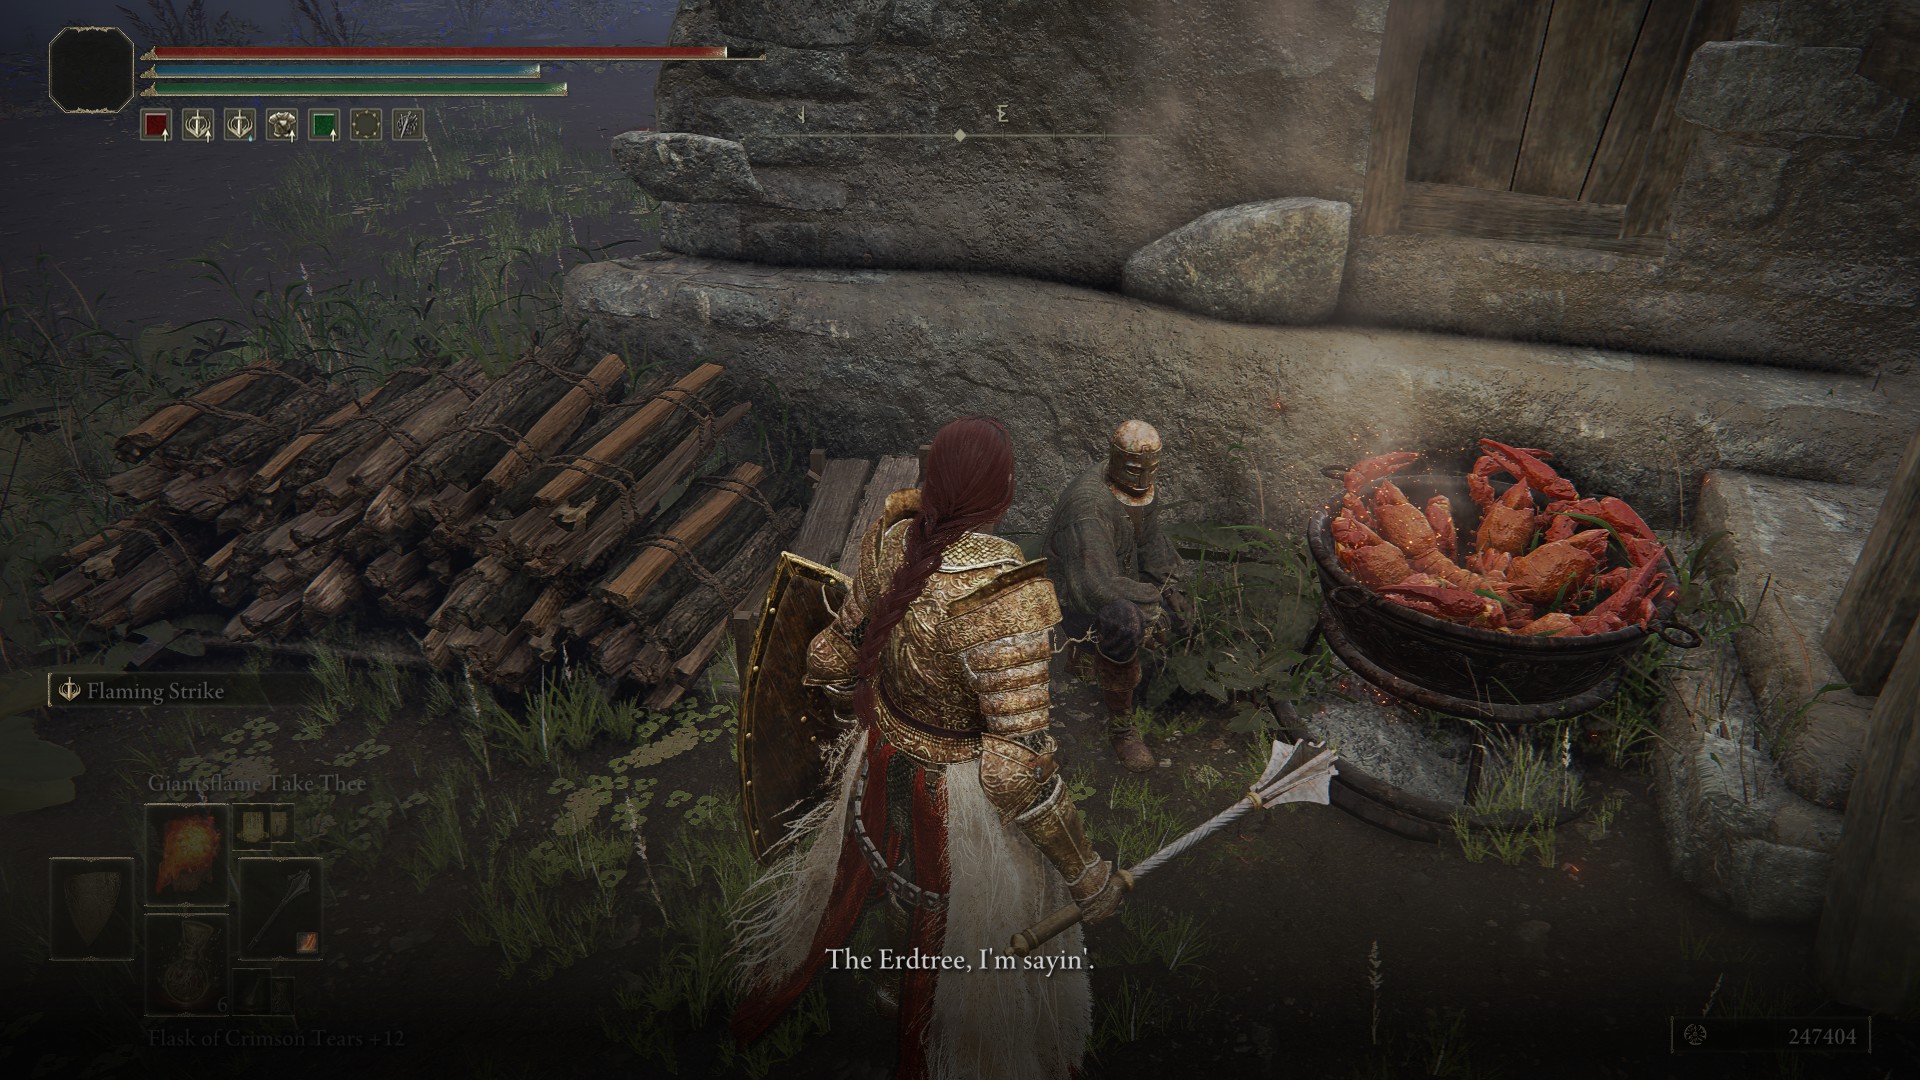 E
Flaming Strike
Giantsflame Take Thee
6
Flask of Crimson Tears +12
The Erdtree, I'm sayin'.
247404